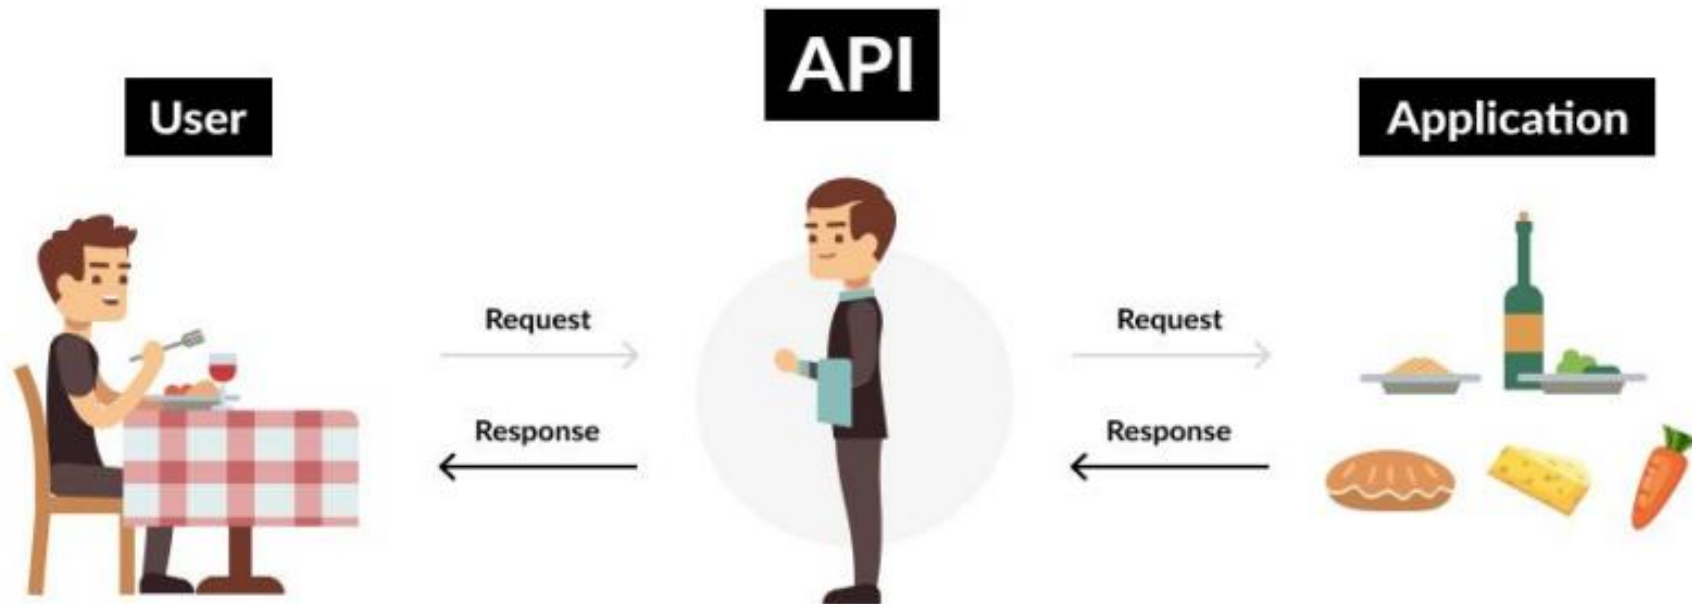 API
User
Application
Request
Request
Response
Response